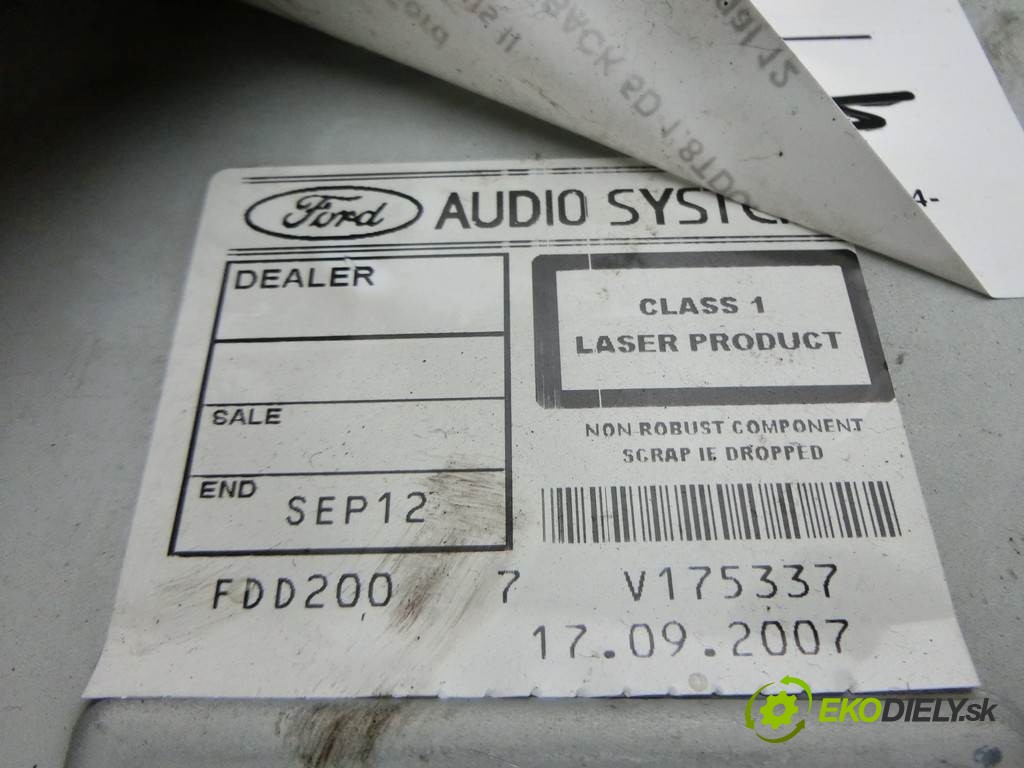 Ford AUDIO SYSTE
DEALER
CLASS 1
LASER PRODUCT
SALE
NON ROBUST COMPONENT
SCRAP IF DROPPED
END SEP12
FDD200 7 V175337
17.09.2007
4-
EKODIELY.sk